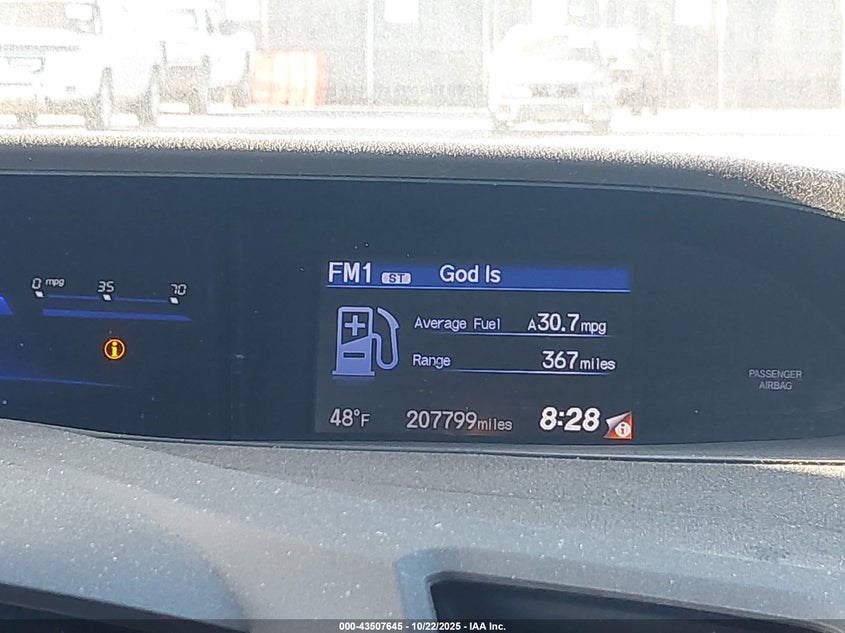 FM1 ST God Is
0 mpg 35 70
Average Fuel A30.7mpg
Range 367miles
PASSENGER
AIRBAG
48°F 207799miles 8:28
000-43507645 - 10/22/2025 - IAA Inc.